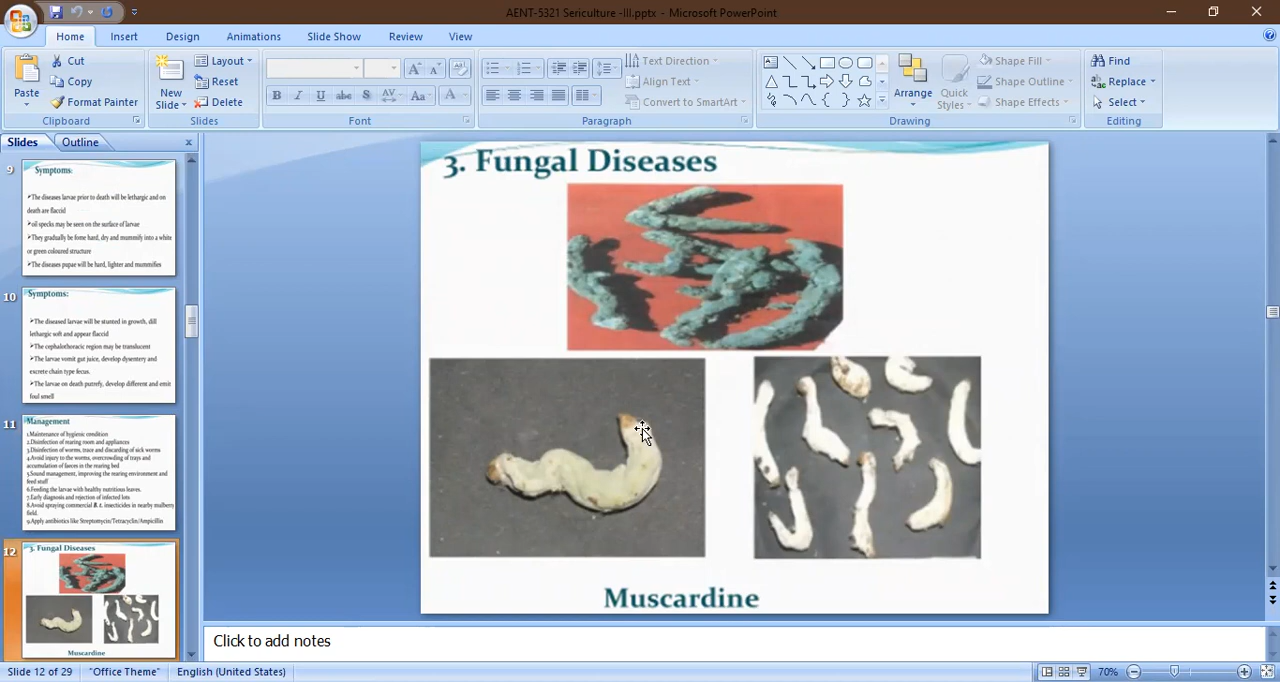 AENT-5321 Sericulture -III.pptx - Microsoft PowerPoint
Home Insert Design Animations Slide Show Review View
Cut Layout Text Direction Shape Fill Find
Paste Copy New Slide Reset Align Text Arrange Quick Styles Shape Outline Replace
Format Painter Delete Convert to SmartArt Shape Effects Select
Clipboard Slides Font Paragraph Drawing Editing
Slides Outline
9
Symptoms:
The diseases larvae prior to death will be lethargic and on
death are flaccid
oil specks may be seen on the surface of larvae
They gradually be fome hard, dry and mummify into a white
or green coloured structure
The diseases pupae will be hard, lighter and mummifies
10
Symptoms:
The diseased larvae will be stunted in growth, dill
lethargic soft and appear flaccid
The cephalothoracic region may be translucent
The larvae vomit gut juice, develop dysentery and
excrete chain type fecus.
The larvae on death putrefy, develop different and emit
foul smell
11
Management
1.Maintenance of hygienic condition
2.Disinfection of rearing room and appliances
3.Disinfection of worms, trace and discarding of sick worms
4.Avoid injury to the worms, overcrowding of trays and
accumulation of faeces in the rearing bed
5.Sound management, improving the rearing environment and
feed stuff
6.Feeding the larvae with healthy nutritious leaves.
7.Early diagnosis and rejection of infected lots
8.Avoid spraying commercial B. t. insecticides in nearby mulberry
field.
9.Apply antibiotics like Streptomycin/Tetracyclin/Ampicillin
12
3. Fungal Diseases
Muscardine
3. Fungal Diseases
Muscardine
Click to add notes
Slide 12 of 29 "Office Theme" English (United States) 70%